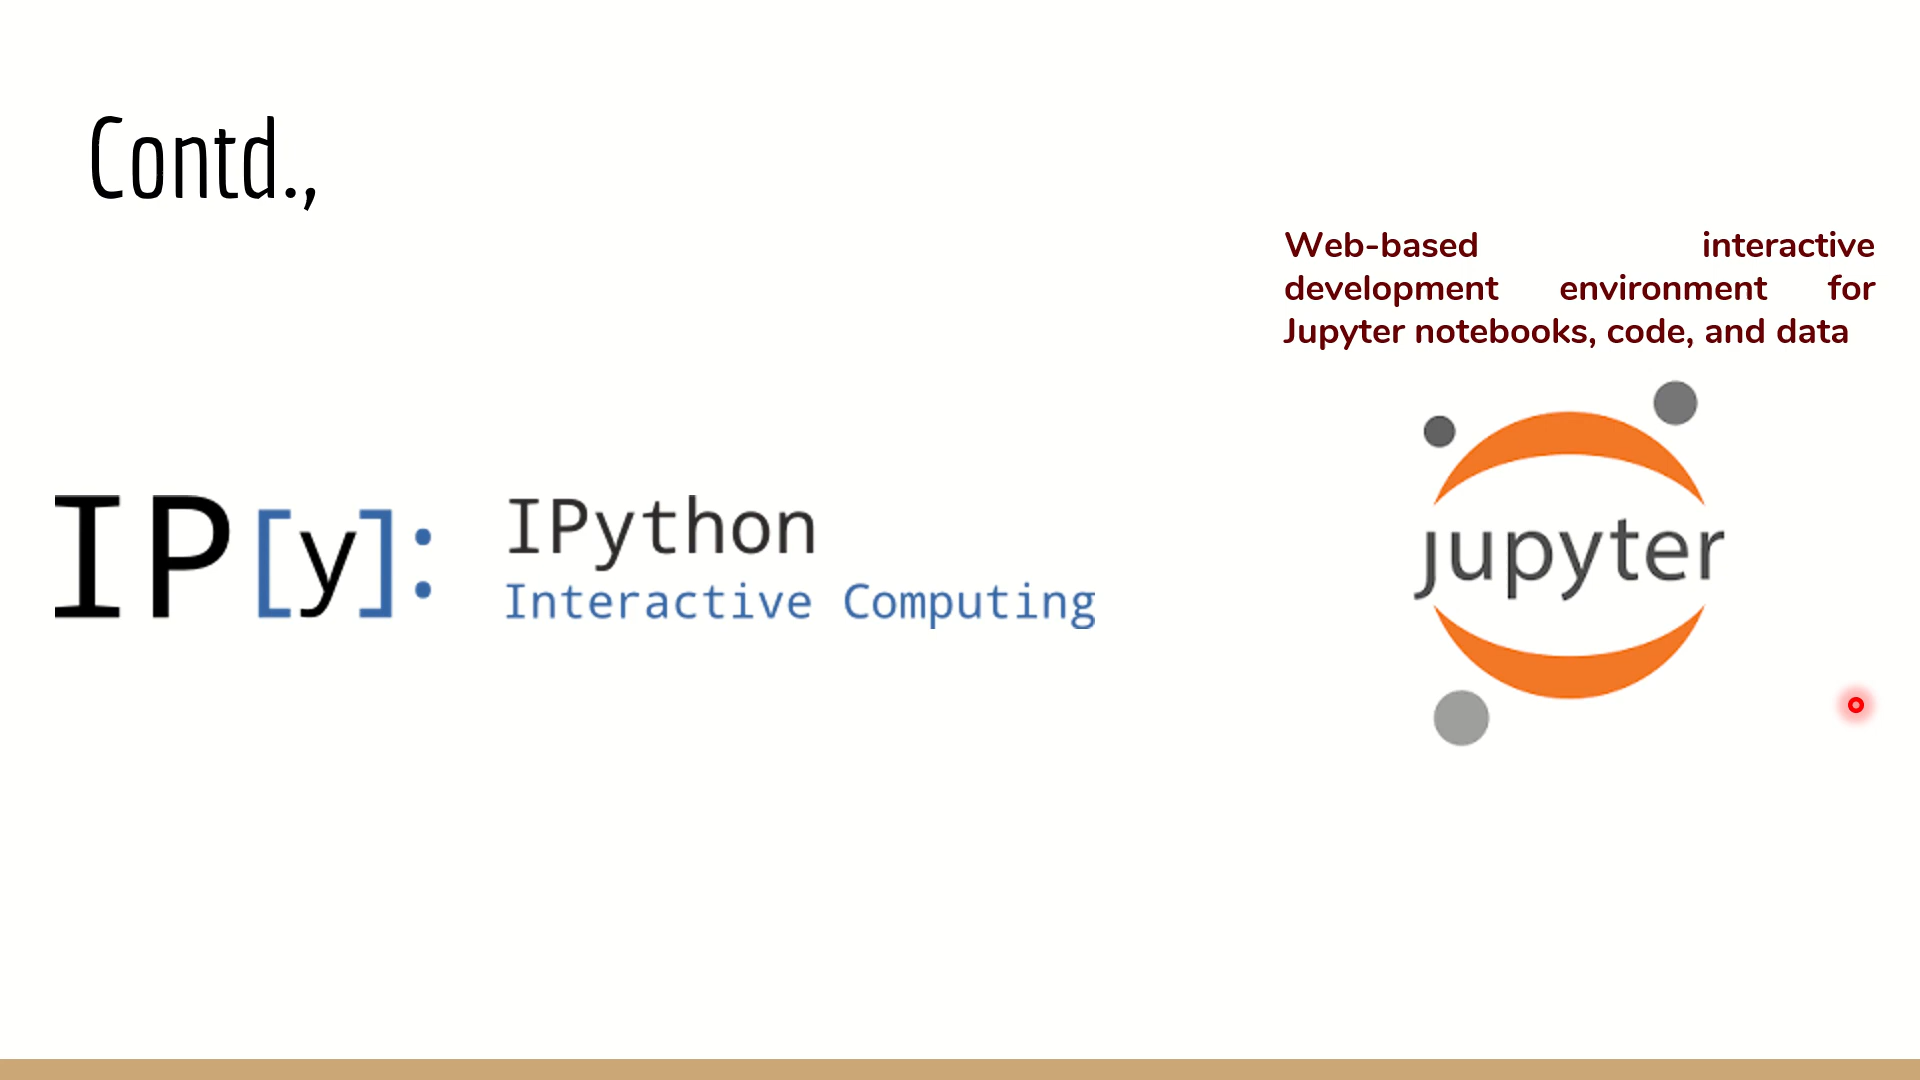 Contd.,
Web-based interactive
development environment for
Jupyter notebooks, code, and data
IP[y]:
IPython
Interactive Computing
jupyter